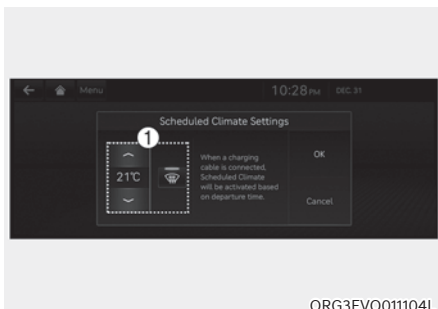 Menu
10:28 PM DEC. 31
Scheduled Climate Settings
1
21℃
When a charging
cable is connected,
Scheduled Climate
will be activated based
on departure time.
OK
Cancel
ORG3EVQ011104L